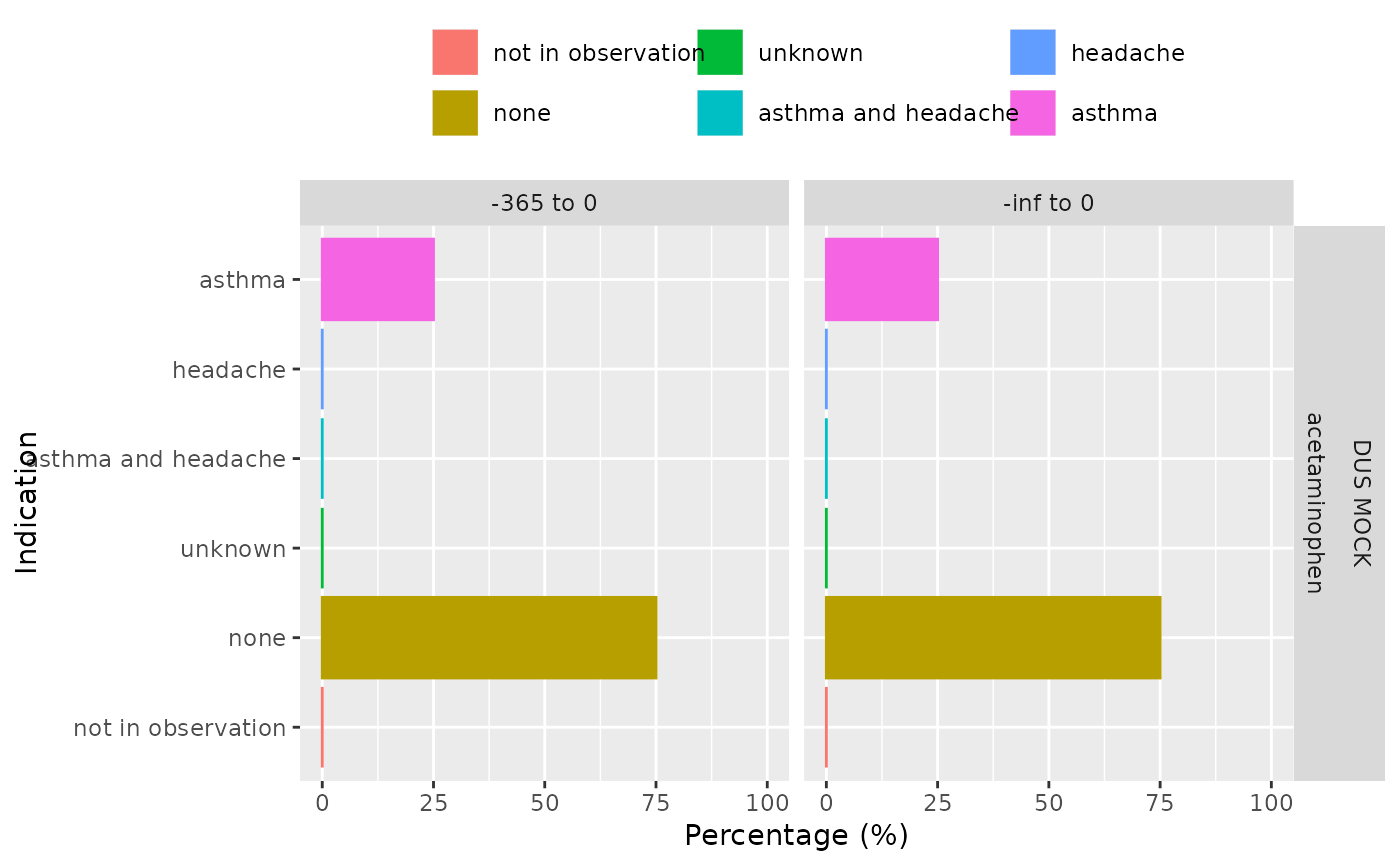 not in observation
unknown
headache
none
asthma and headache
asthma
-365 to 0
-inf to 0
asthma
headache
asthma and headache
unknown
none
not in observation
Indication
DUS MOCK
acetaminophen
0 25 50 75 100
0 25 50 75 100
Percentage (%)